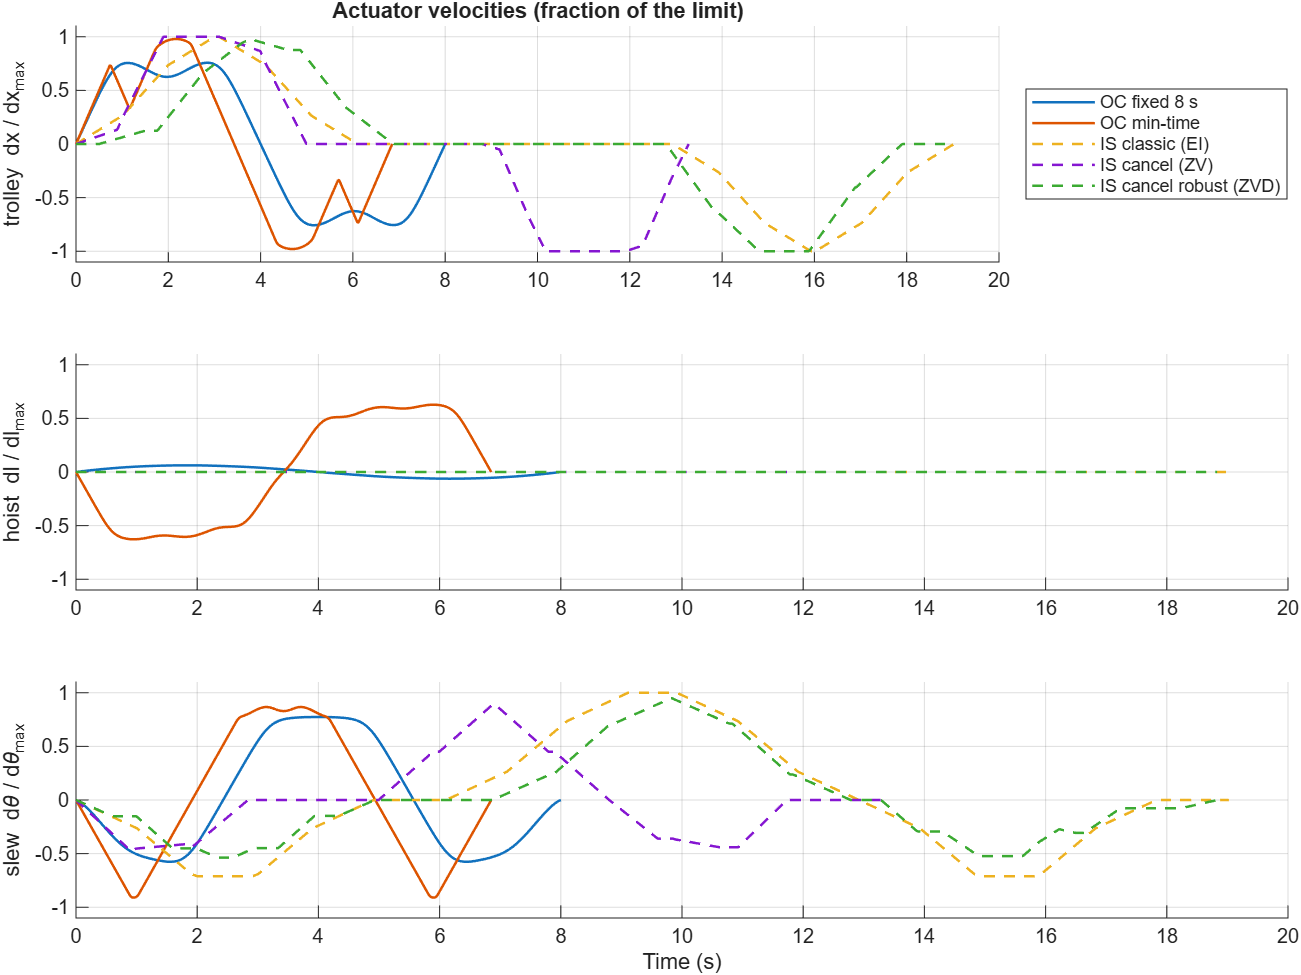 Actuator velocities (fraction of the limit)
trolley dx / dxmax
1
0.5
0
-0.5
-1
0 2 4 6 8 10 12 14 16 18 20
OC fixed 8 s
OC min-time
IS classic (EI)
IS cancel (ZV)
IS cancel robust (ZVD)
hoist dl / dlmax
1
0.5
0
-0.5
-1
0 2 4 6 8 10 12 14 16 18 20
slew dθ / dθmax
1
0.5
0
-0.5
-1
0 2 4 6 8 10 12 14 16 18 20
Time (s)